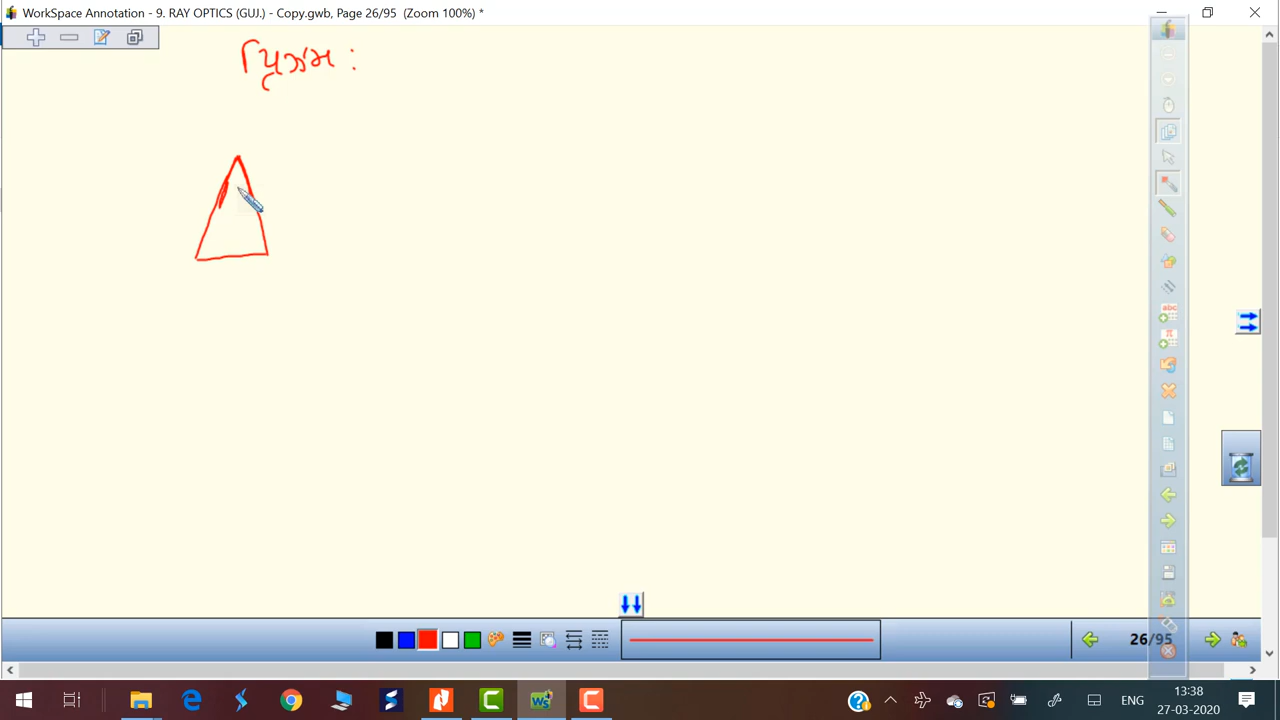 WorkSpace Annotation - 9. RAY OPTICS (GUJ.) - Copy.gwb, Page 26/95 (Zoom 100%) *
પ્રિઝમ :
abc
π
26/95
ENG
13:38
27-03-2020